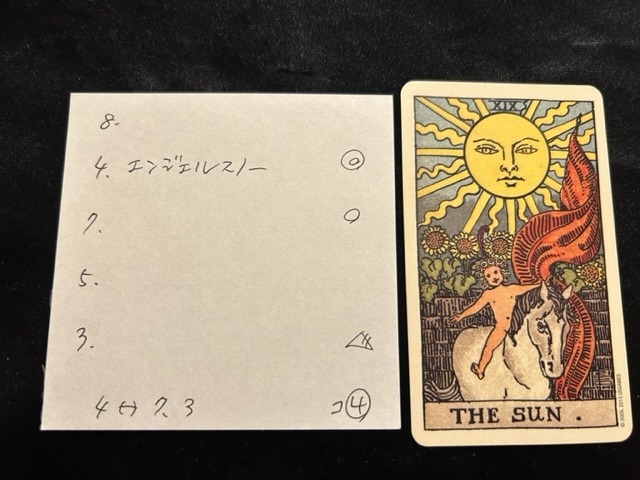 8.
4. エンジェルスノー ◎
7. ○
5.
3.
4 ↔ 7. 3 コ④
XIX
THE SUN .